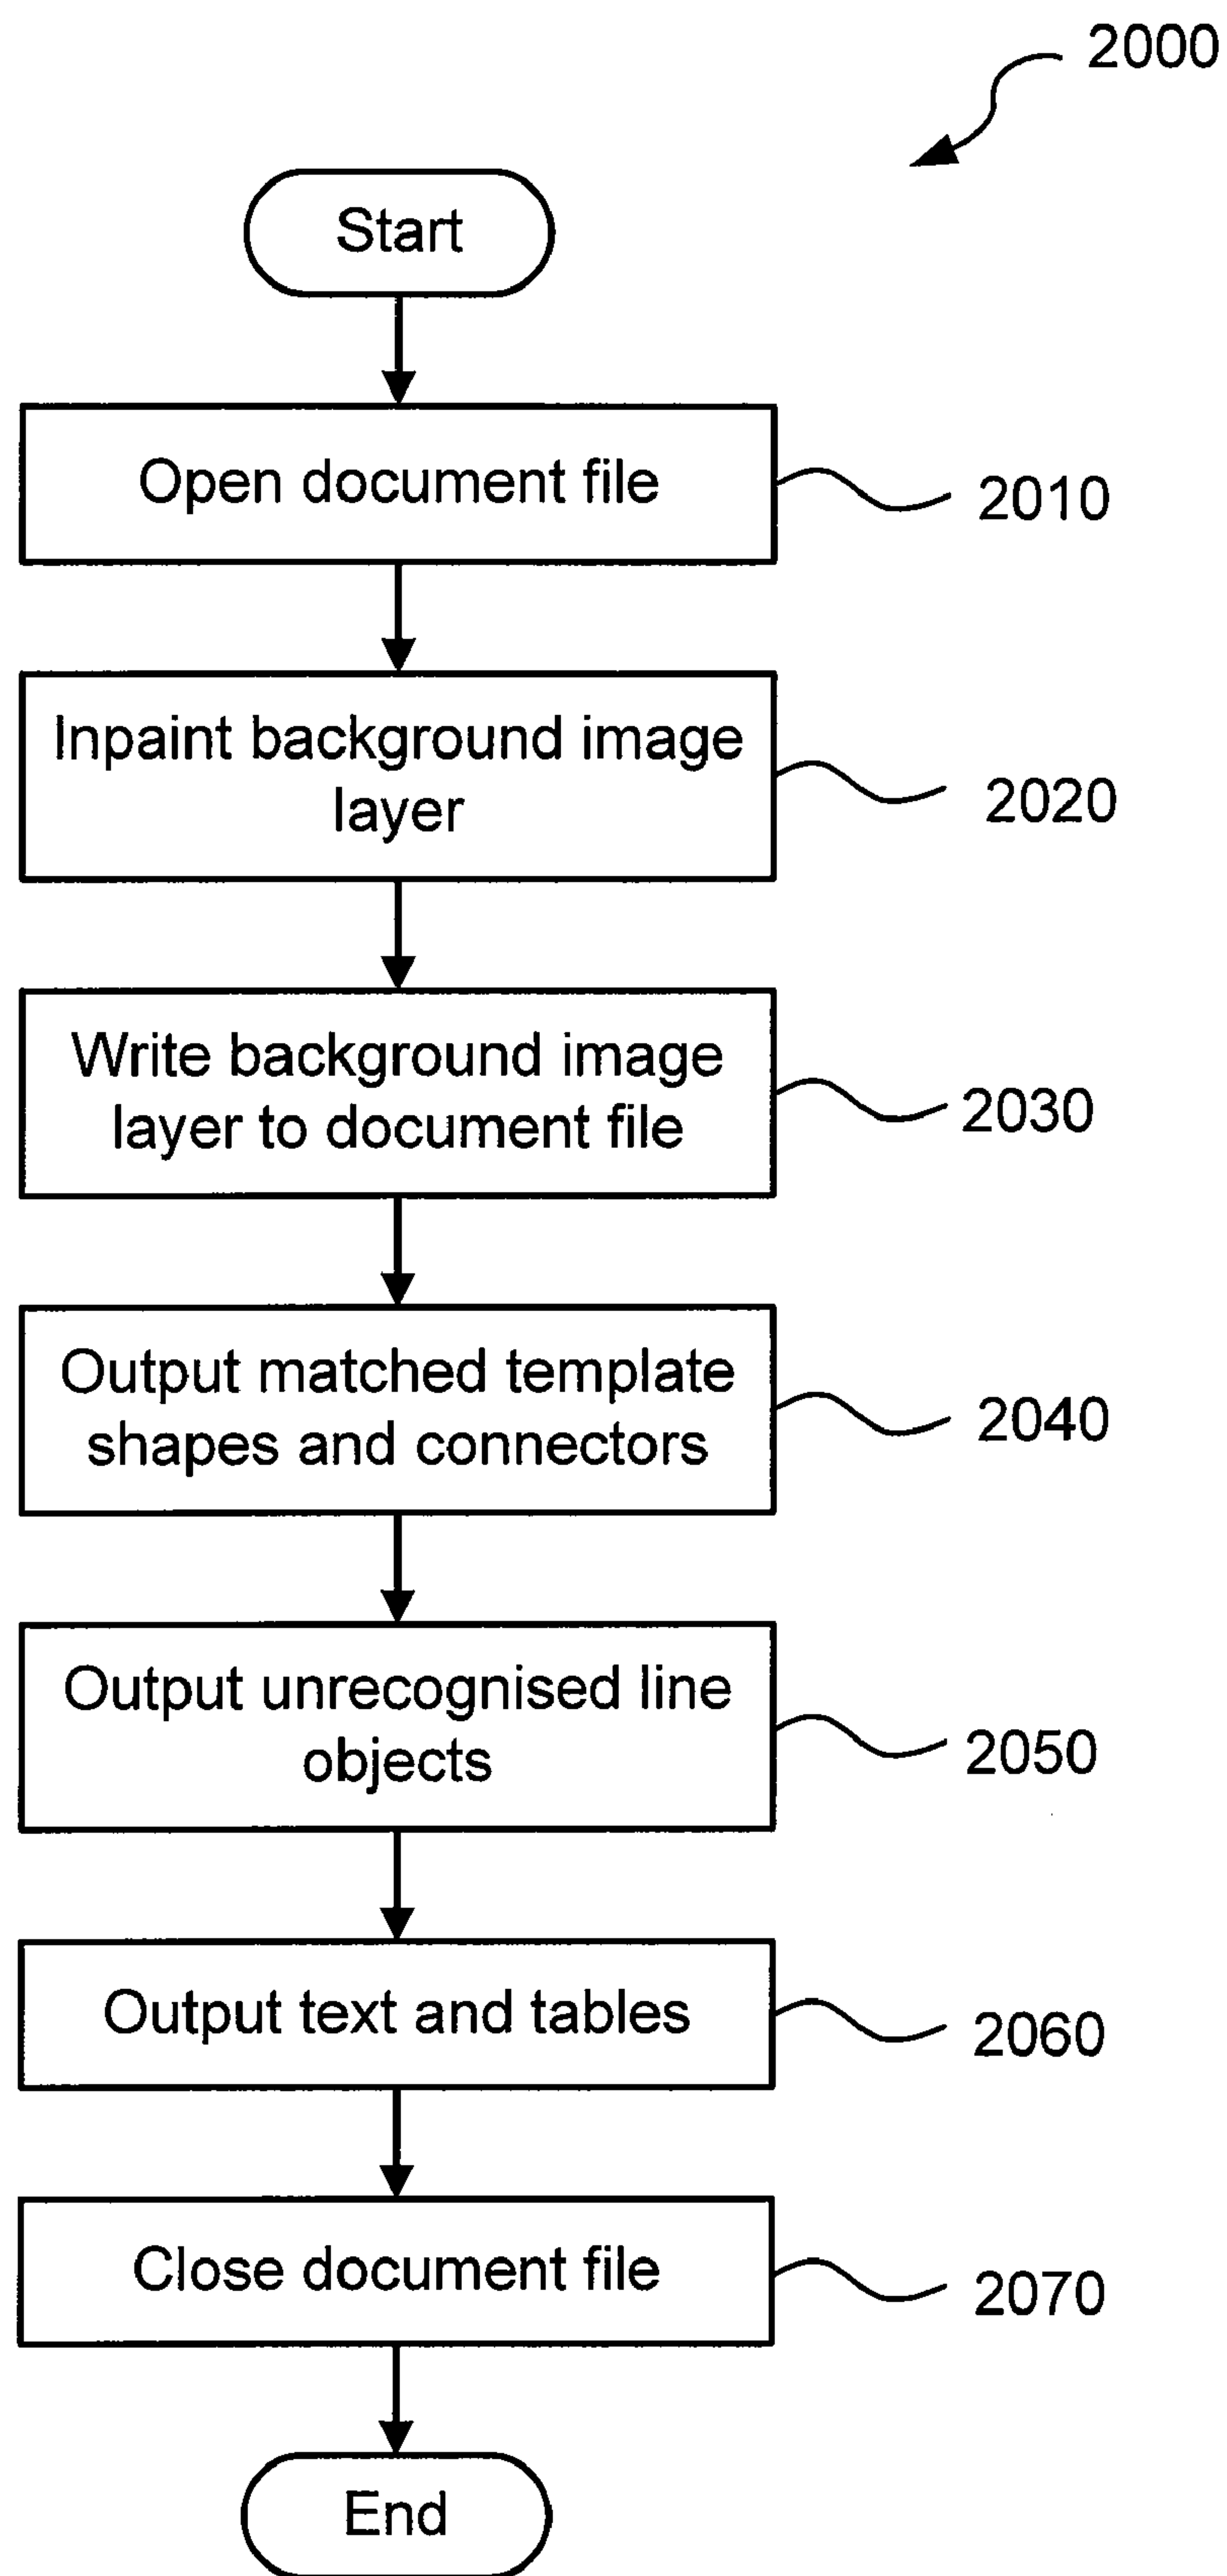 2000
Start
Open document file
2010
Inpaint background image
layer
2020
Write background image
layer to document file
2030
Output matched template
shapes and connectors
2040
Output unrecognised line
objects
2050
Output text and tables
2060
Close document file
2070
End